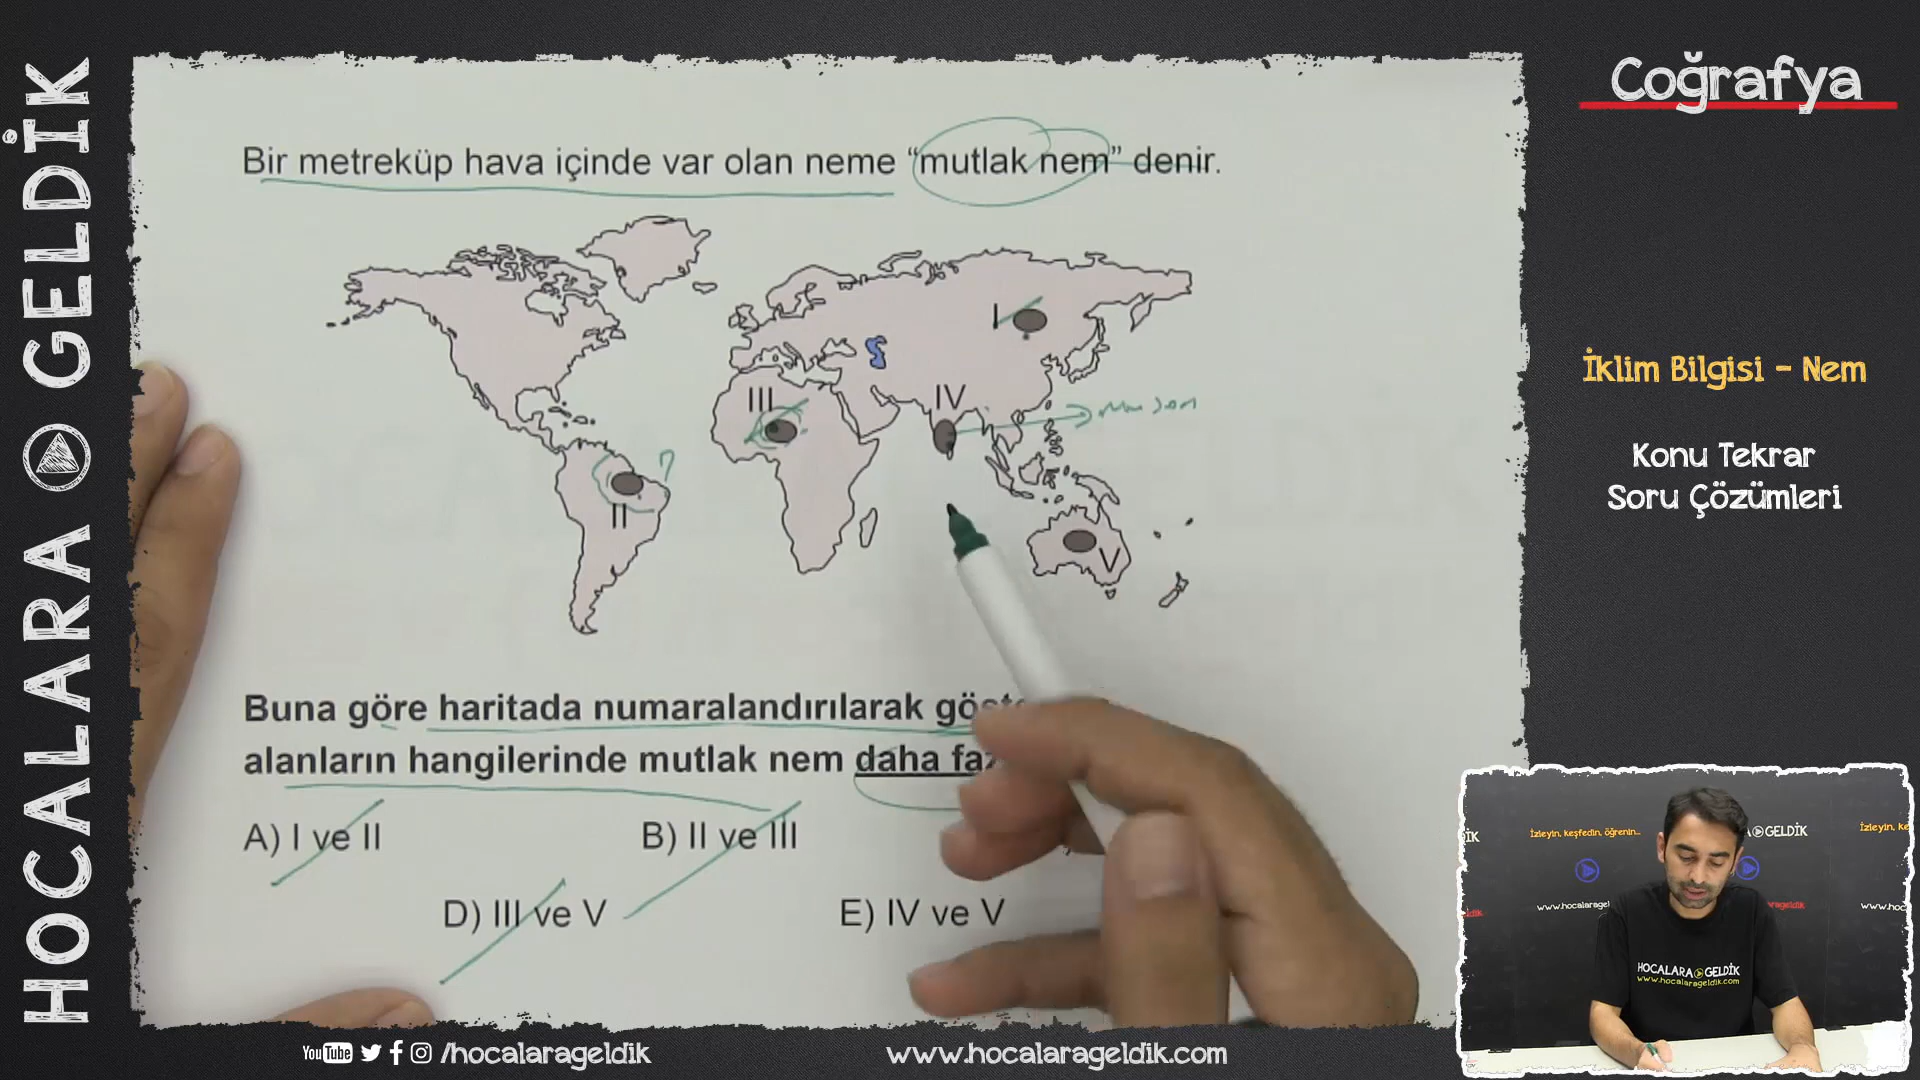 HOCALARA GELDİK
Coğrafya
İklim Bilgisi - Nem
Konu Tekrar
Soru Çözümleri
Bir metreküp hava içinde var olan neme “mutlak nem” denir.
I
III
IV
II
V
?
Buna göre haritada numaralandırılarak
alanların hangilerinde mutlak nem daha
A) I ve II
B) II ve III
D) III ve V
E) IV ve V
YouTube /hocalarageldik
www.hocalarageldik.com
İzleyin, keşfedin, öğrenin...
GELDİK
HOCALARA GELDİK
www.hocalarageldik.com